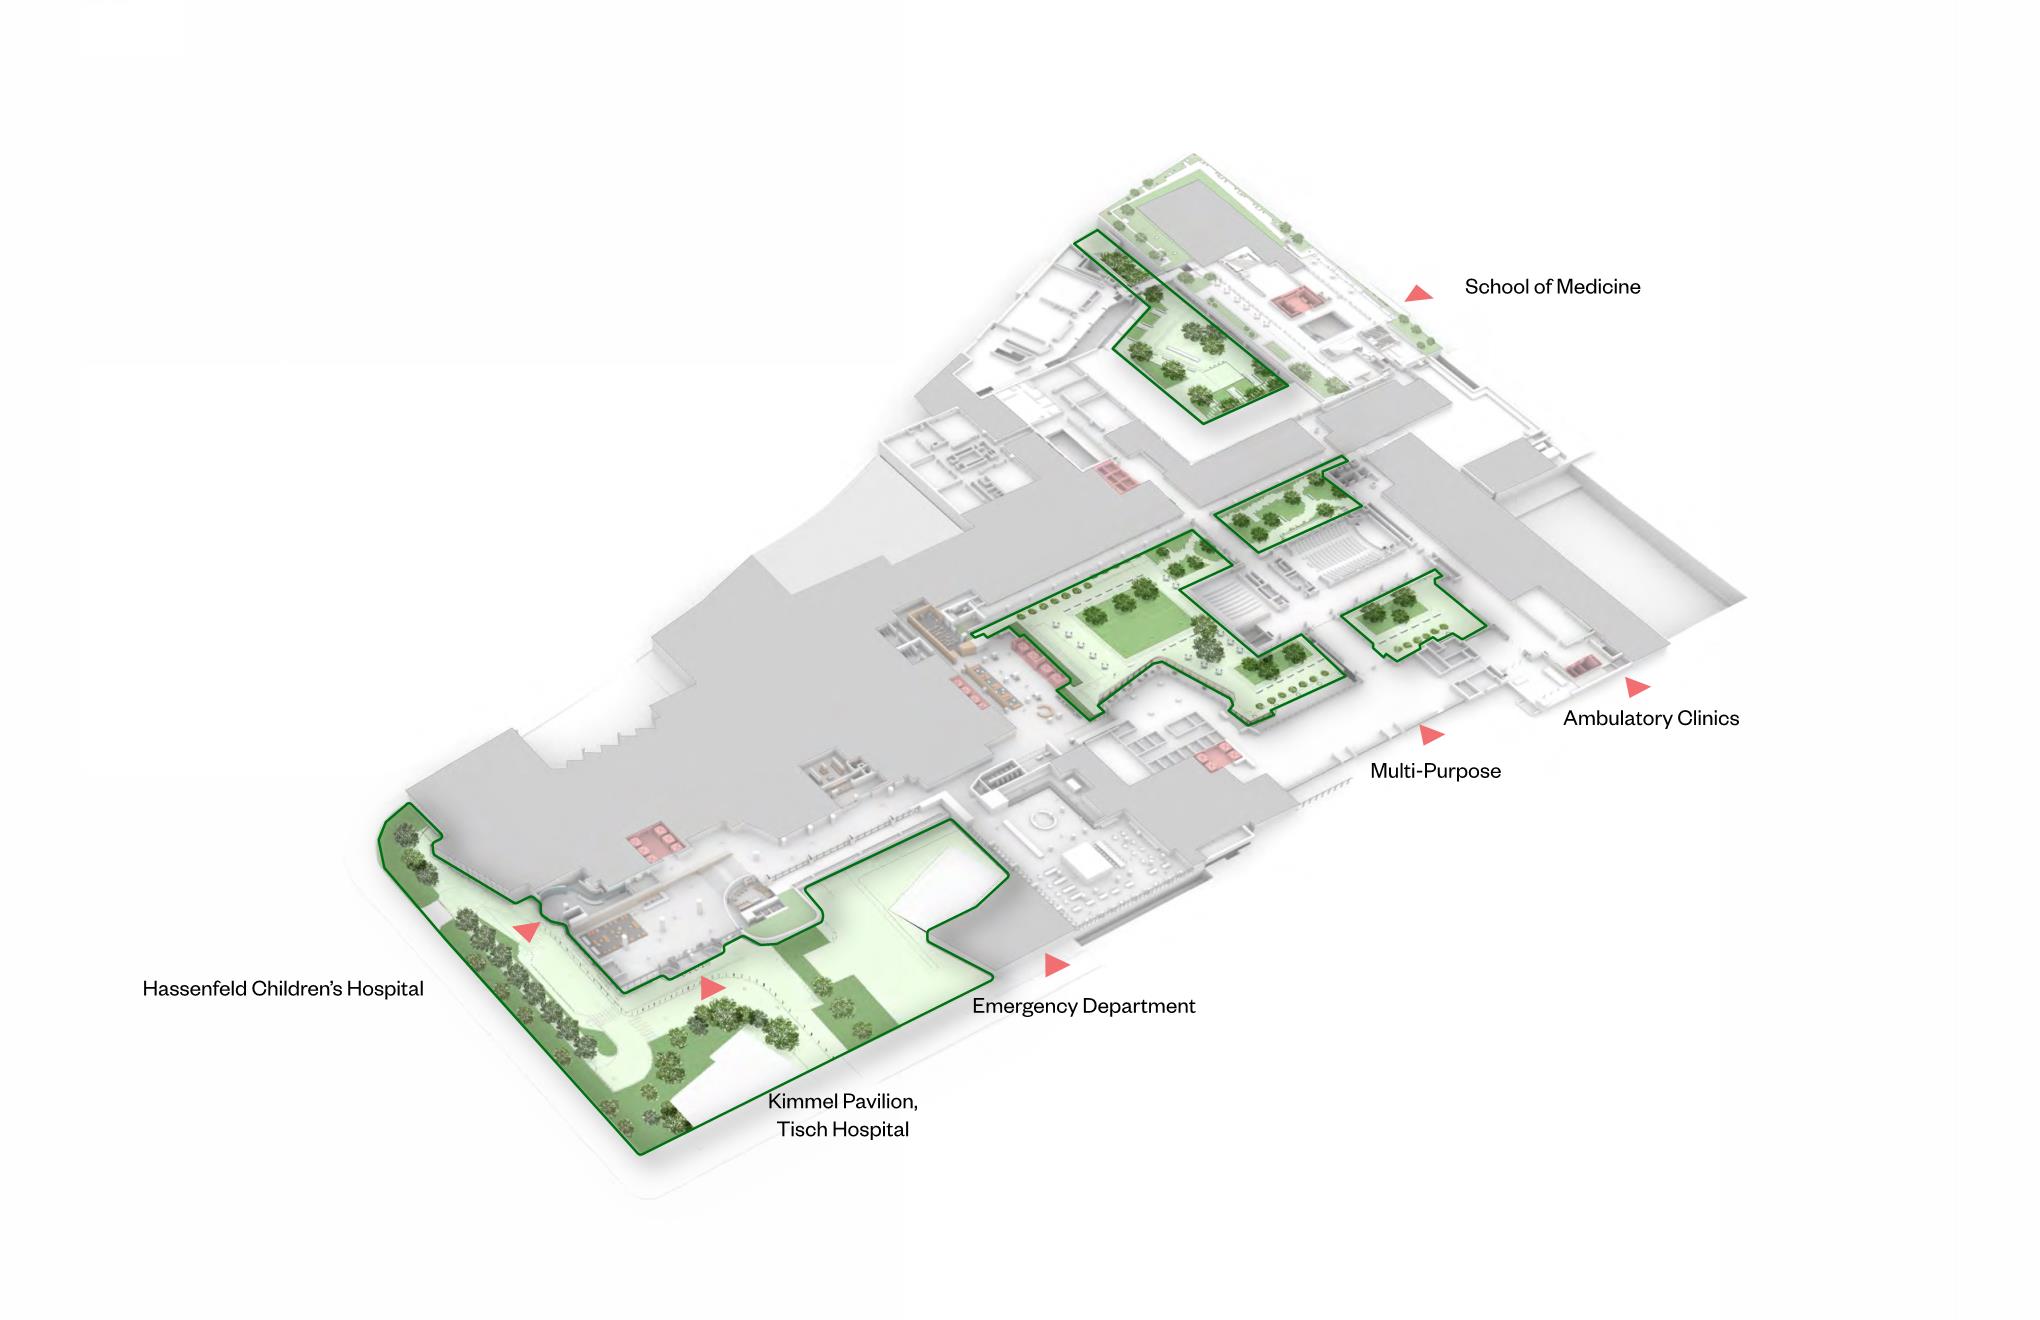 School of Medicine
Ambulatory Clinics
Multi-Purpose
Hassenfeld Children’s Hospital
Emergency Department
Kimmel Pavilion,
Tisch Hospital